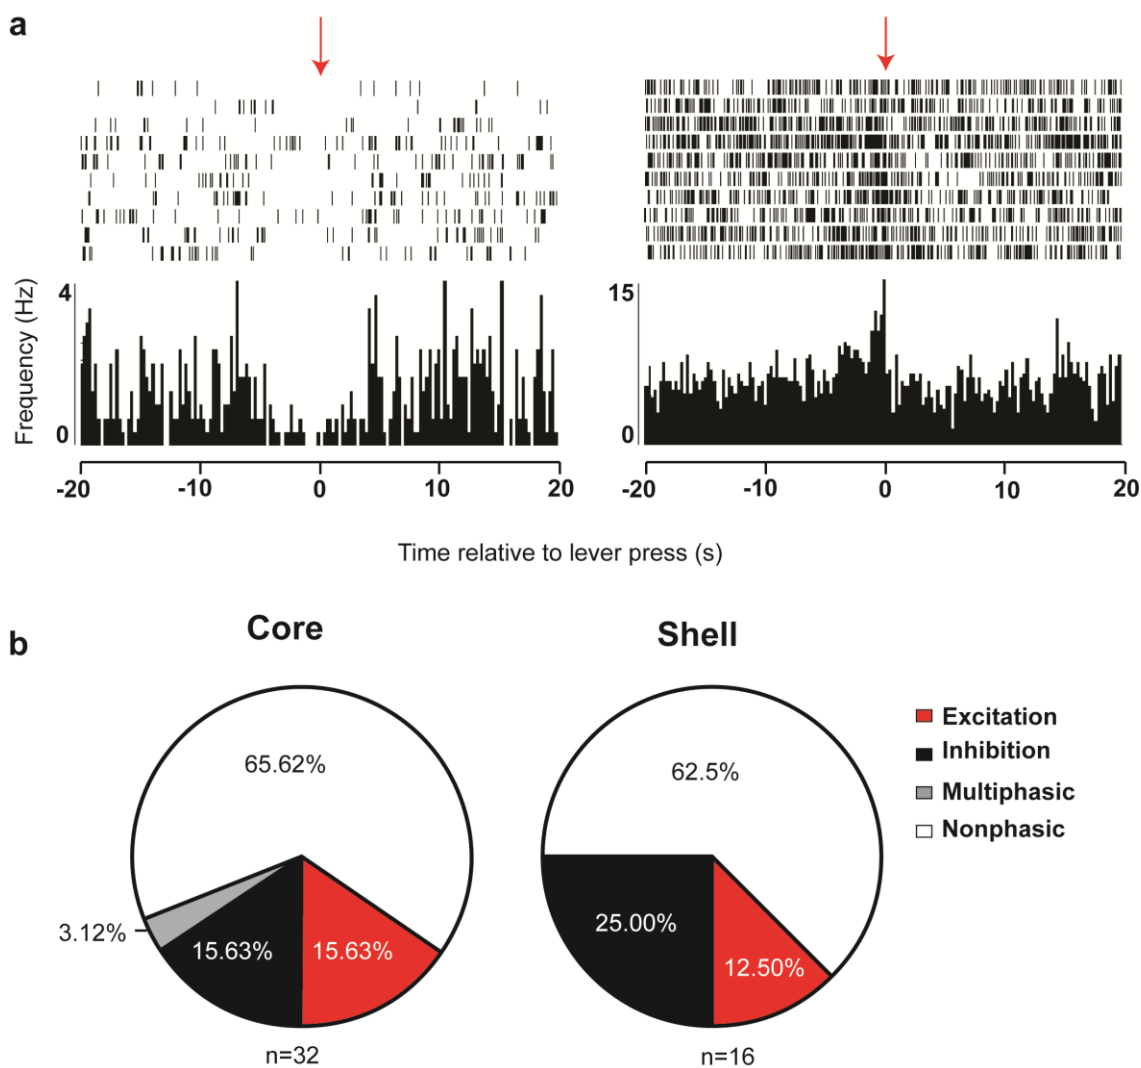 a
4
0
Frequency (Hz)
-20 -10 0 10 20
15
0
-20 -10 0 10 20
Time relative to lever press (s)
b
Core
65.62%
3.12%
15.63%
15.63%
n=32
Shell
62.5%
25.00%
12.50%
n=16
Excitation
Inhibition
Multiphasic
Nonphasic